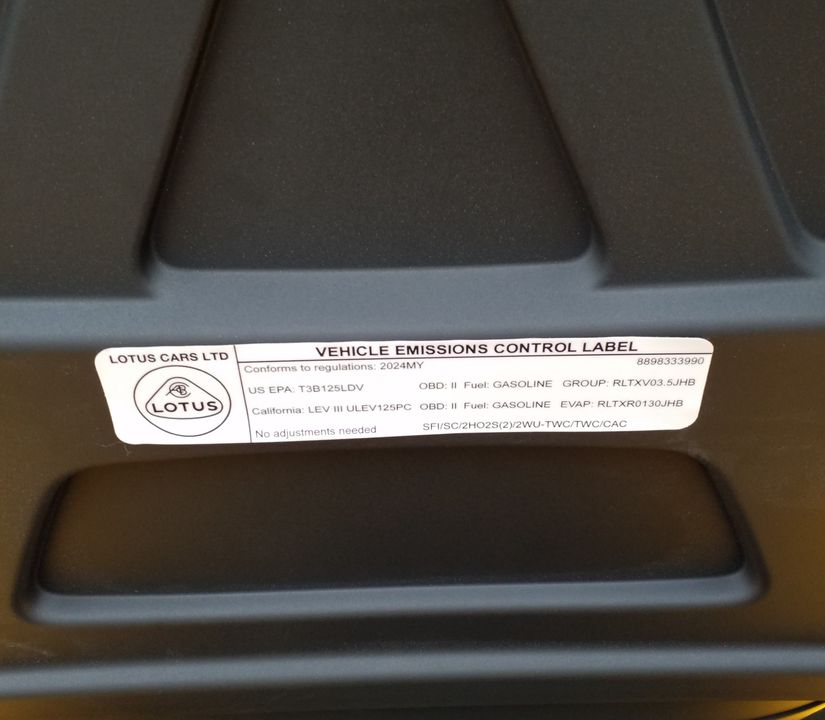 LOTUS CARS LTD
LOTUS
VEHICLE EMISSIONS CONTROL LABEL
Conforms to regulations: 2024MY 8898333990
US EPA: T3B125LDV OBD: II Fuel: GASOLINE GROUP: RLTXV03.5JHB
California: LEV III ULEV125PC OBD: II Fuel: GASOLINE EVAP: RLTXR0130JHB
No adjustments needed SFI/SC/2HO2S(2)/2WU-TWC/TWC/CAC